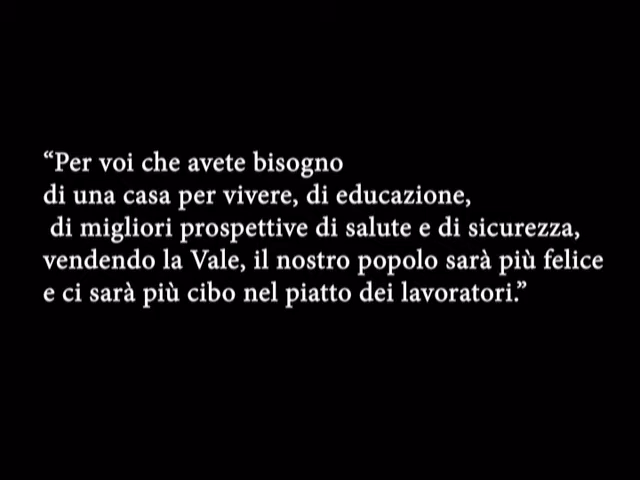 “Per voi che avete bisogno
di una casa per vivere, di educazione,
di migliori prospettive di salute e di sicurezza,
vendendo la Vale, il nostro popolo sarà più felice
e ci sarà più cibo nel piatto dei lavoratori.”